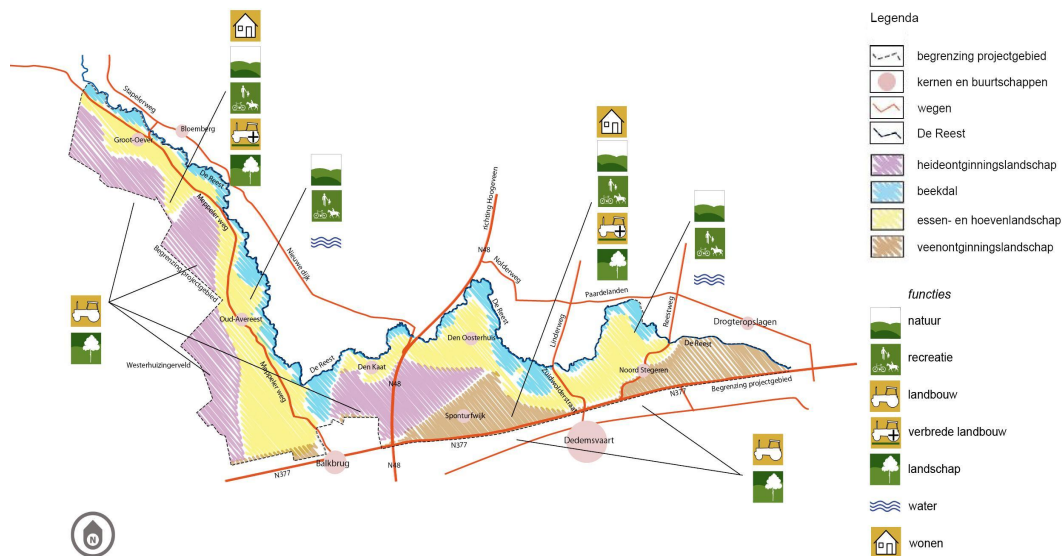 Stapelerweg
Bloemberg
Groot-Oever
De Reest
Meppeler weg
Begrenzing projectgebied
Nieuwe dijk
Oud-Avereest
Westerhuizingerveld
Meppeler weg
De Reest
Balkbrug
N377
Den Kaat
N48
N48
richting Hoogeveen
N48
Nolderweg
De Reest
Den Oosterhuis
Sponturfwijk
N377
Zuidwolderstraat
Linderweg
Paardelanden
Reestweg
Drogteropslagen
De Reest
Noord Stegeren
N377
Begrenzing projectgebied
Dedemsvaart
N
Legenda
begrenzing projectgebied
kernen en buurtschappen
wegen
De Reest
heideontginningslandschap
beekdal
essen- en hoevenlandschap
veenontginningslandschap
functies
natuur
recreatie
landbouw
verbrede landbouw
landschap
water
wonen